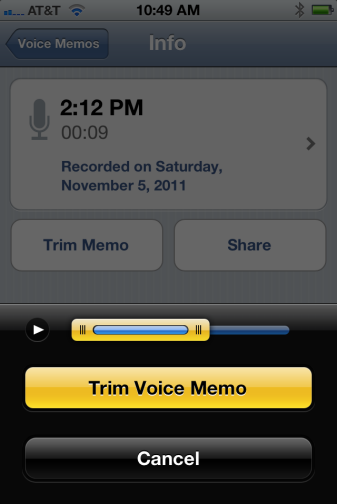 AT&T 10:49 AM
Voice Memos Info
2:12 PM
00:09
Recorded on Saturday,
November 5, 2011
Trim Memo Share
Trim Voice Memo
Cancel